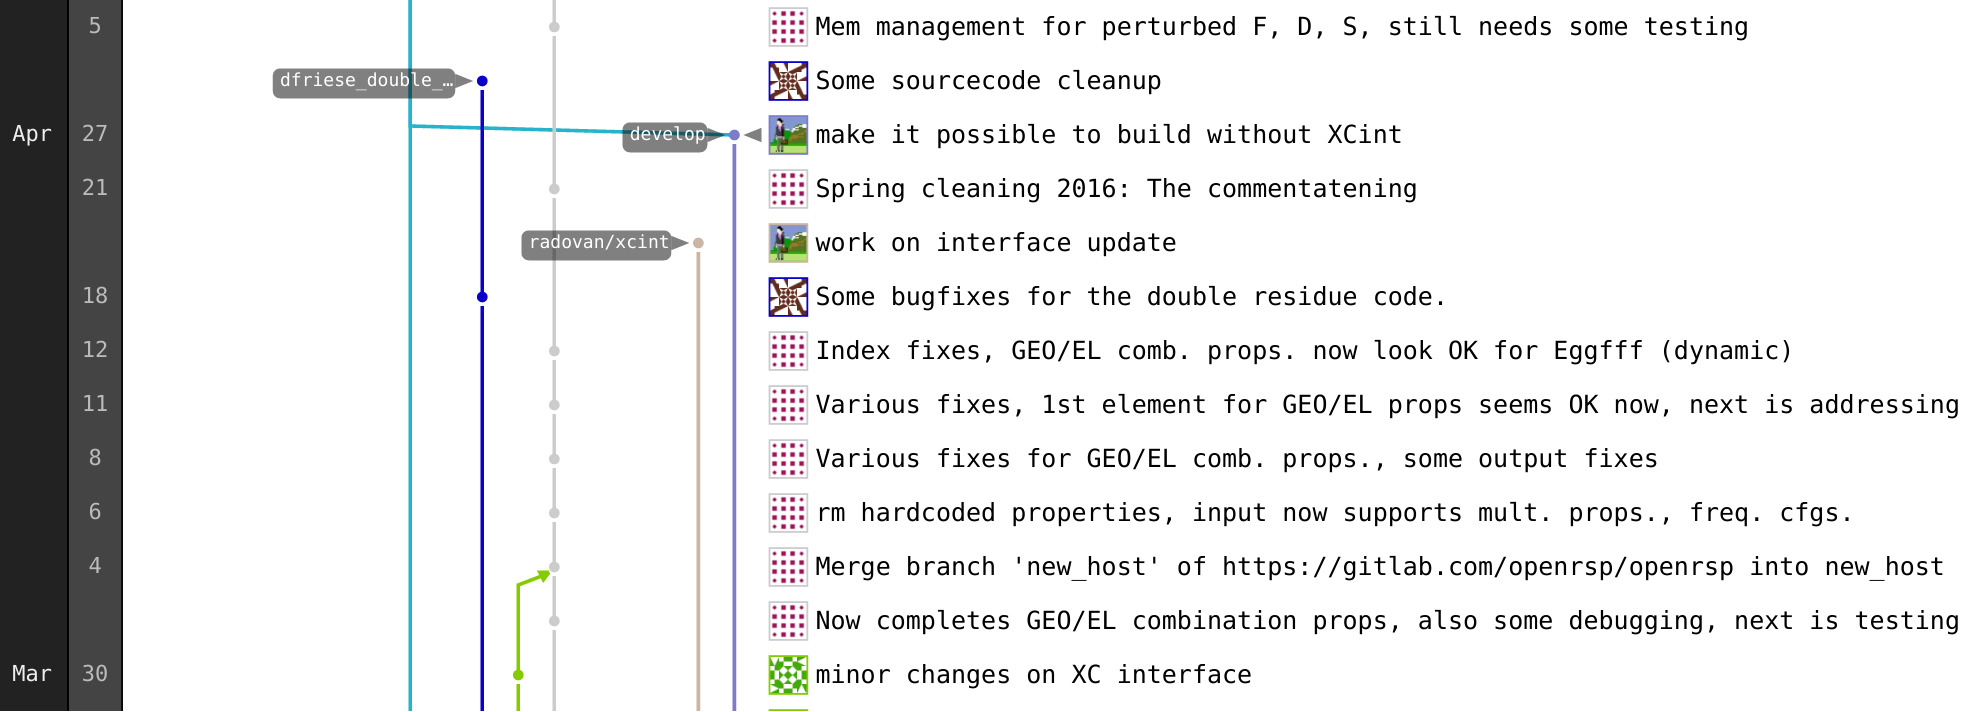 5 Mem management for perturbed F, D, S, still needs some testing
dfriese_double_… Some sourcecode cleanup
Apr 27 develop make it possible to build without XCint
21 Spring cleaning 2016: The commentatening
radovan/xcint work on interface update
18 Some bugfixes for the double residue code.
12 Index fixes, GEO/EL comb. props. now look OK for Eggfff (dynamic)
11 Various fixes, 1st element for GEO/EL props seems OK now, next is addressing
8 Various fixes for GEO/EL comb. props., some output fixes
6 rm hardcoded properties, input now supports mult. props., freq. cfgs.
4 Merge branch 'new_host' of https://gitlab.com/openrsp/openrsp into new_host
Now completes GEO/EL combination props, also some debugging, next is testing
Mar 30 minor changes on XC interface